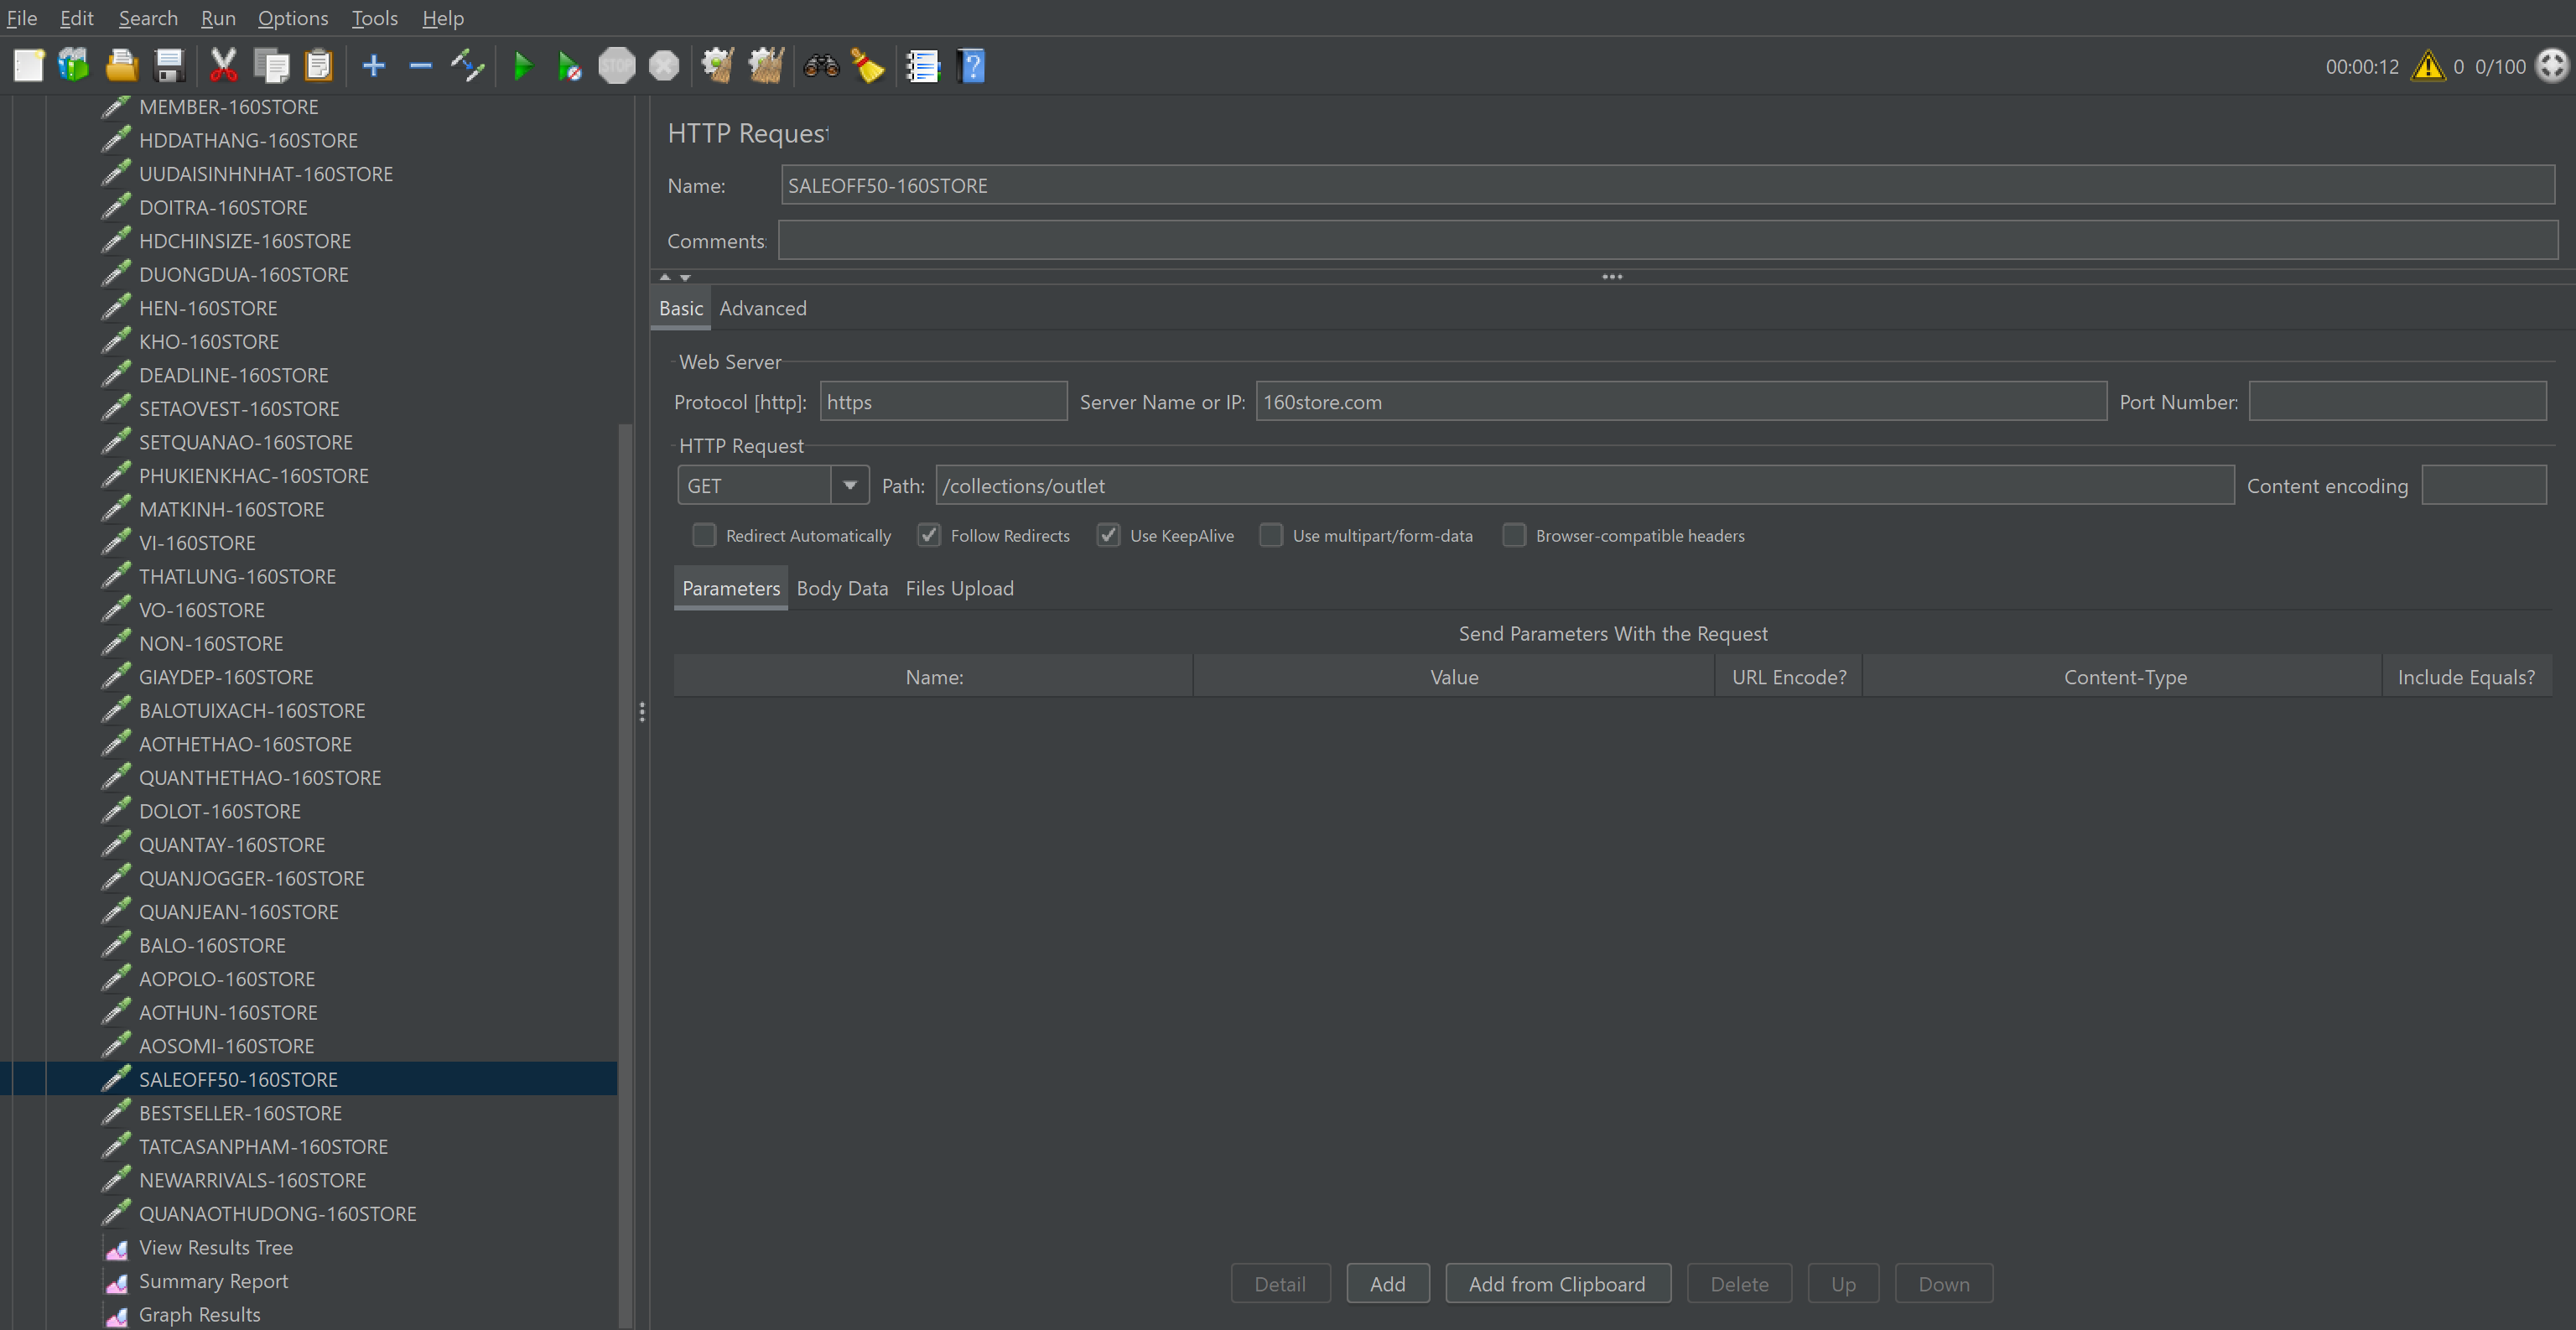 File Edit Search Run Options Tools Help
STOP
00:00:12 0 0/100
MEMBER-160STORE
HDDATHANG-160STORE
UUDAISINHNHAT-160STORE
DOITRA-160STORE
HDCHINSIZE-160STORE
DUONGDUA-160STORE
HEN-160STORE
KHO-160STORE
DEADLINE-160STORE
SETAOVEST-160STORE
SETQUANAO-160STORE
PHUKIENKHAC-160STORE
MATKINH-160STORE
VI-160STORE
THATLUNG-160STORE
VO-160STORE
NON-160STORE
GIAYDEP-160STORE
BALOTUIXACH-160STORE
AOTHETHAO-160STORE
QUANTHETHAO-160STORE
DOLOT-160STORE
QUANTAY-160STORE
QUANJOGGER-160STORE
QUANJEAN-160STORE
BALO-160STORE
AOPOLO-160STORE
AOTHUN-160STORE
AOSOMI-160STORE
SALEOFF50-160STORE
BESTSELLER-160STORE
TATCASANPHAM-160STORE
NEWARRIVALS-160STORE
QUANAOTHUDONG-160STORE
View Results Tree
Summary Report
Graph Results
HTTP Request
Name: SALEOFF50-160STORE
Comments:
Basic Advanced
Web Server
Protocol [http]: https Server Name or IP: 160store.com Port Number:
HTTP Request
GET Path: /collections/outlet Content encoding
Redirect Automatically Follow Redirects Use KeepAlive Use multipart/form-data Browser-compatible headers
Parameters Body Data Files Upload
Send Parameters With the Request
Name: Value URL Encode? Content-Type Include Equals?
Detail Add Add from Clipboard Delete Up Down